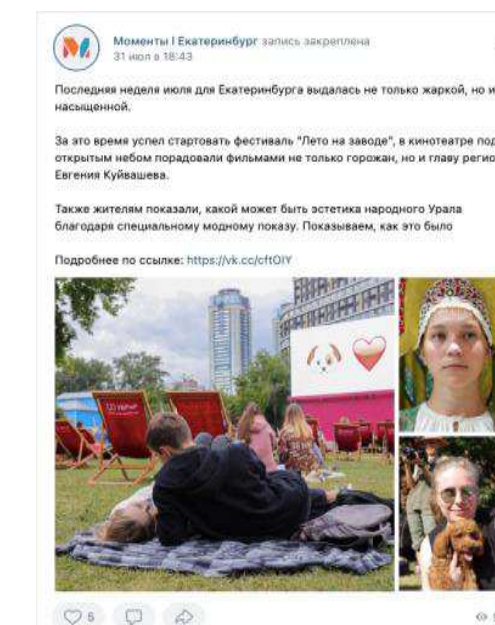 Моменты | Екатеринбург запись закреплена
31 июл в 18:43
Последняя неделя июля для Екатеринбурга выдалась не только жаркой, но и
насыщенной.
За это время успел стартовать фестиваль "Лето на заводе", в кинотеатре под
открытым небом порадовали фильмами не только горожан, но и главу регио
Евгения Куйвашева.
Также жителям показали, какой может быть эстетика народного Урала
благодаря специальному модному показу. Показываем, как это было
Подробнее по ссылке: https://vk.cc/cftOIY
5